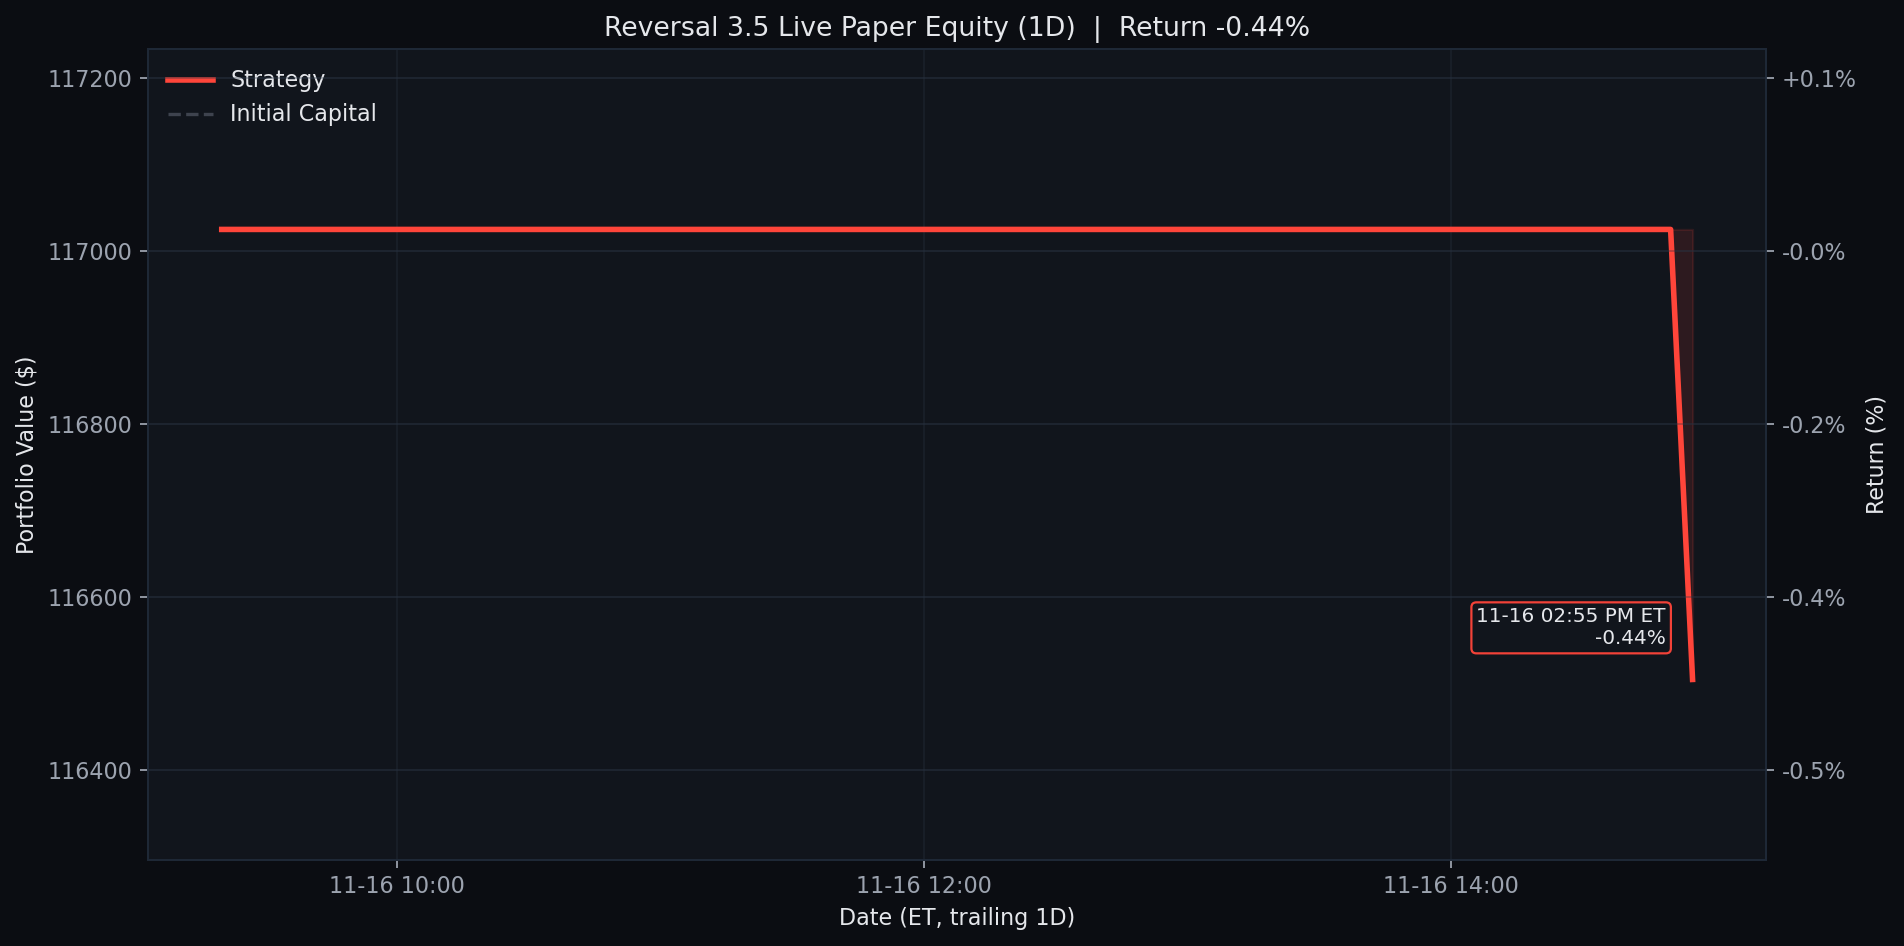 Reversal 3.5 Live Paper Equity (1D) | Return -0.44%
Strategy
Initial Capital
117200
117000
116800
116600
116400
Portfolio Value ($)
+0.1%
-0.0%
-0.2%
-0.4%
-0.5%
Return (%)
11-16 02:55 PM ET
-0.44%
11-16 10:00
11-16 12:00
11-16 14:00
Date (ET, trailing 1D)